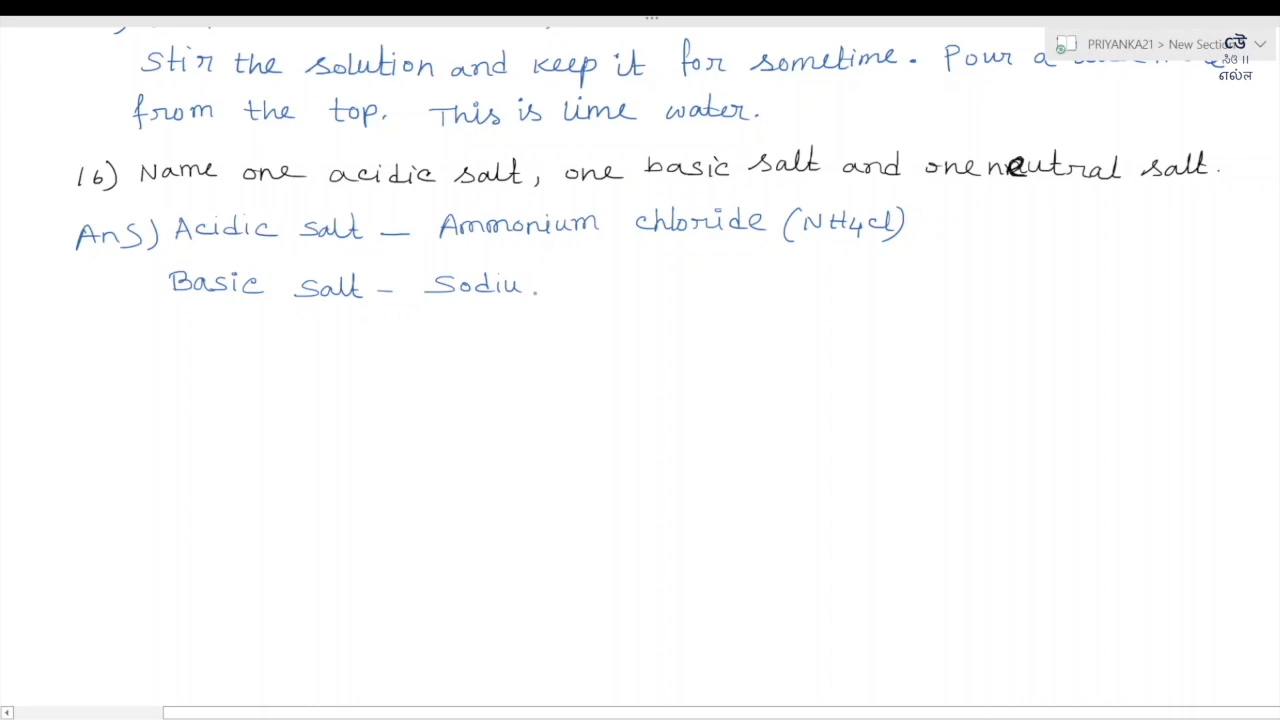 Stir the solution and keep it for sometime. Pour a
PRIYANKA21 > New Section
from the top. This is lime water.
16) Name one acidic salt, one basic salt and one neutral salt.
Ans) Acidic salt – Ammonium chloride (NH4Cl)
Basic salt – Sodiu